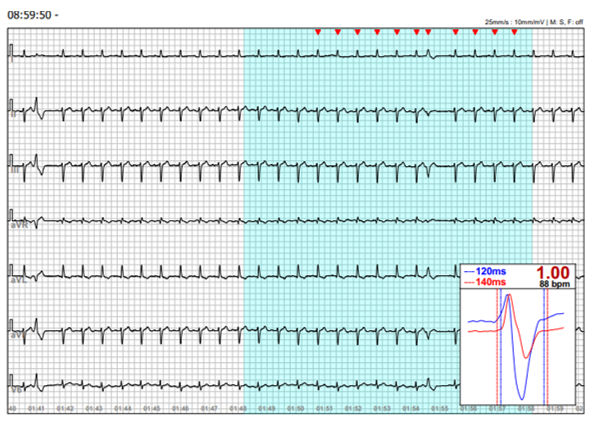 08:59:50 -
25mm/s : 10mm/mV | M: S, F: off
I
II
III
aVR
aVL
aVF
V6
120ms
1.00
140ms
88 bpm
40 01:41 01:42 01:43 01:44 01:45 01:46 01:47 01:48 01:49 01:50 01:51 01:52 01:53 01:54 01:55 01:56 01:57 01:58 01:59 02